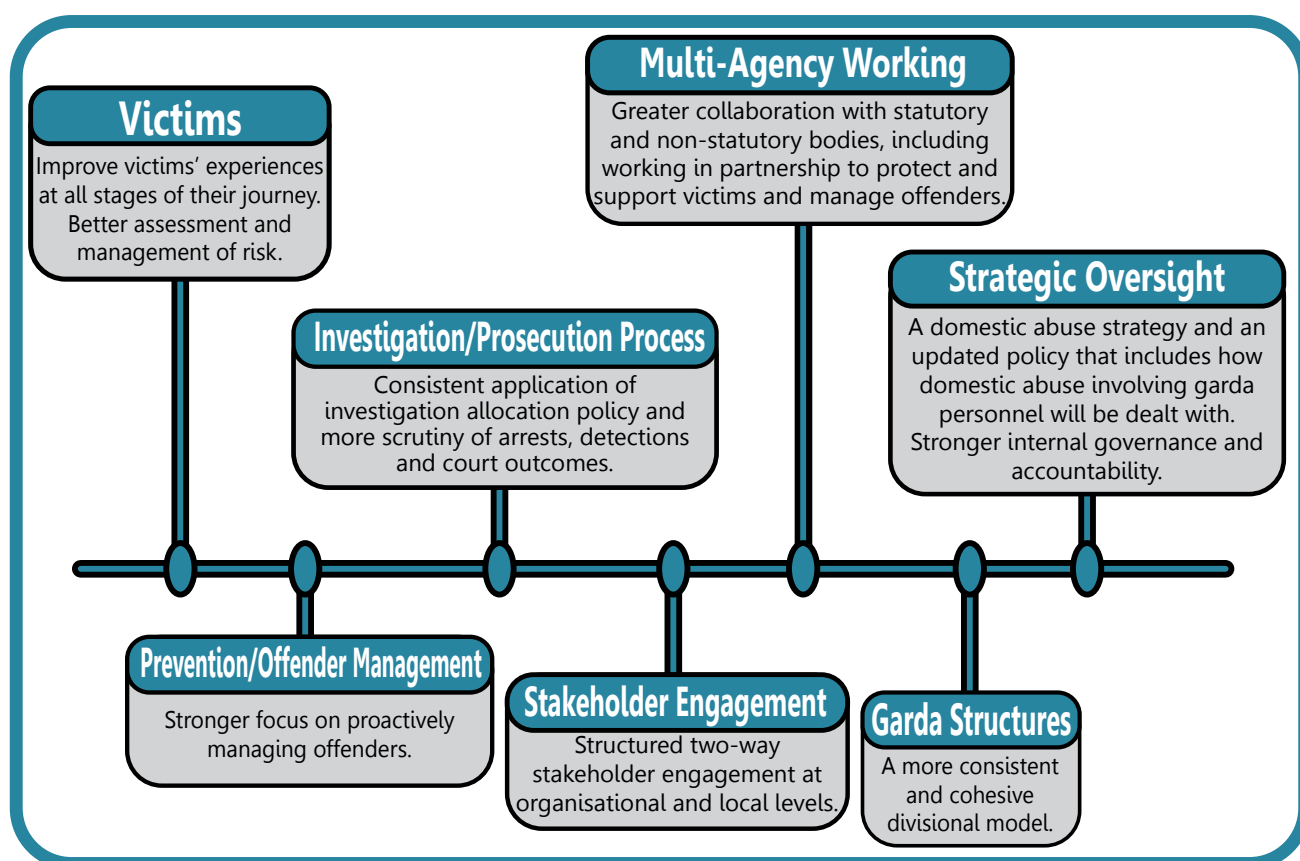 Victims
Improve victims’ experiences
at all stages of their journey.
Better assessment and
management of risk.
Prevention/Offender Management
Stronger focus on proactively
managing offenders.
Investigation/Prosecution Process
Consistent application of
investigation allocation policy and
more scrutiny of arrests, detections
and court outcomes.
Stakeholder Engagement
Structured two-way
stakeholder engagement at
organisational and local levels.
Multi-Agency Working
Greater collaboration with statutory
and non-statutory bodies, including
working in partnership to protect and
support victims and manage offenders.
Garda Structures
A more consistent
and cohesive
divisional model.
Strategic Oversight
A domestic abuse strategy and an
updated policy that includes how
domestic abuse involving garda
personnel will be dealt with.
Stronger internal governance and
accountability.